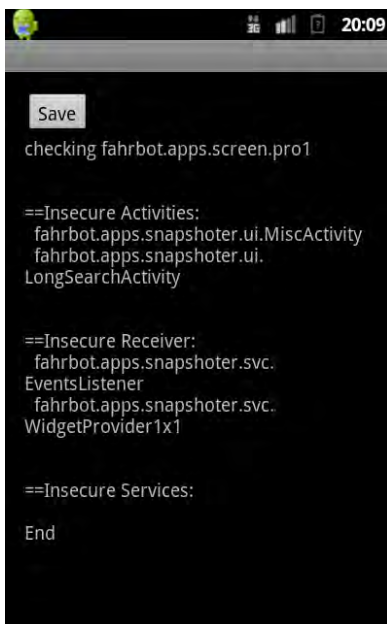 3G
20:09
Save
checking fahrbot.apps.screen.pro1
==Insecure Activities:
fahrbot.apps.snapshoter.ui.MiscActivity
fahrbot.apps.snapshoter.ui.
LongSearchActivity
==Insecure Receiver:
fahrbot.apps.snapshoter.svc.
EventsListener
fahrbot.apps.snapshoter.svc.
WidgetProvider1x1
==Insecure Services:
End